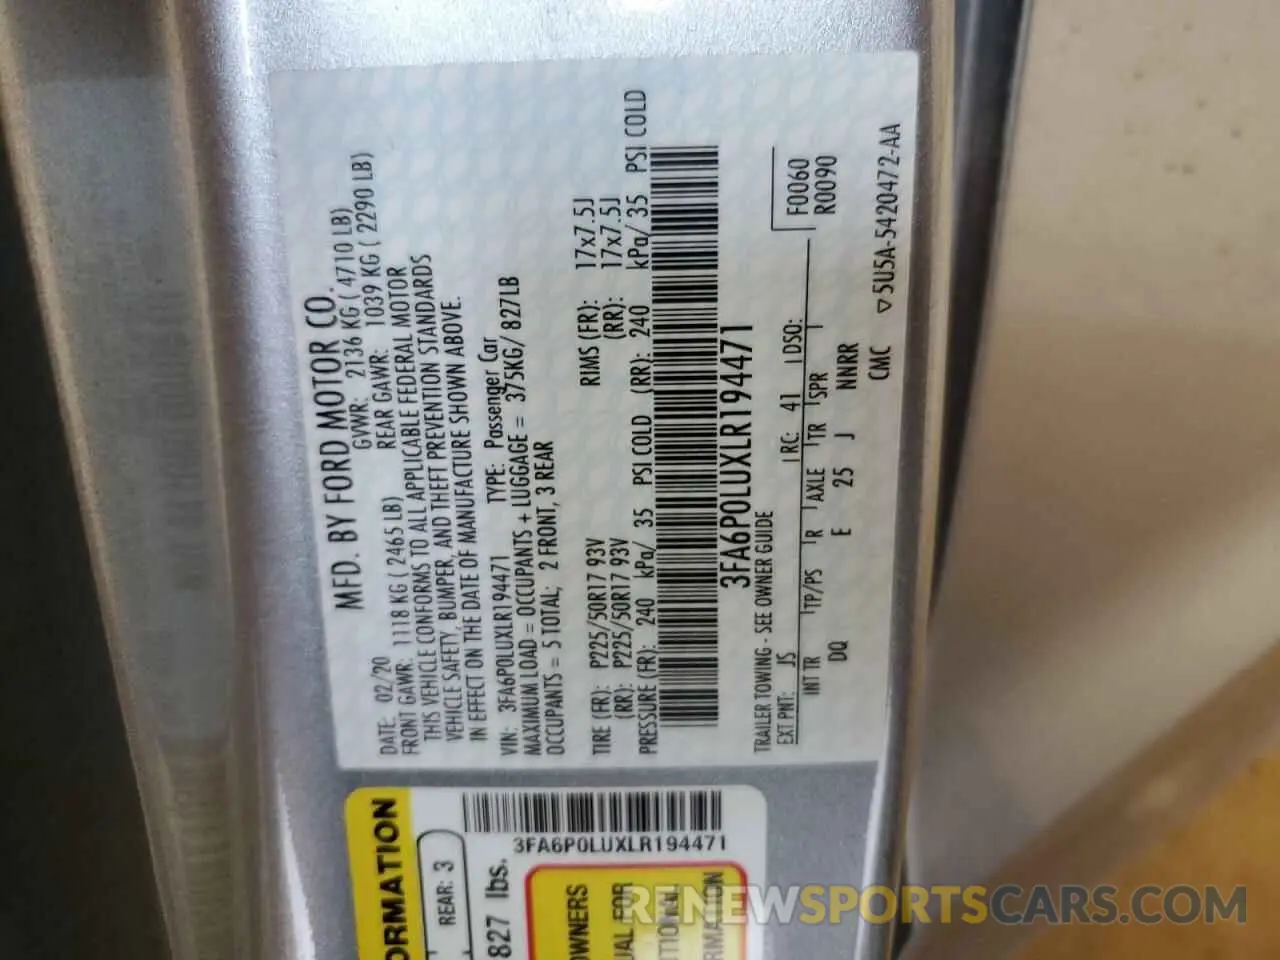 MFD. BY FORD MOTOR CO.
DATE: 02/20 GVWR: 2136 KG ( 4710 LB)
FRONT GAWR: 1118 KG ( 2465 LB) REAR GAWR: 1039 KG ( 2290 LB)
THIS VEHICLE CONFORMS TO ALL APPLICABLE FEDERAL MOTOR
VEHICLE SAFETY, BUMPER, AND THEFT PREVENTION STANDARDS
IN EFFECT ON THE DATE OF MANUFACTURE SHOWN ABOVE.
VIN: 3FA6P0LUXLR194471 TYPE: Passenger Car
MAXIMUM LOAD = OCCUPANTS + LUGGAGE = 375KG/ 827LB
OCCUPANTS = 5 TOTAL; 2 FRONT, 3 REAR
TIRE (FR): P225/50R17 93V RIMS (FR): 17x7.5J
(RR): P225/50R17 93V (RR): 17x7.5J
PRESSURE (FR): 240 kPa/ 35 PSI COLD (RR): 240 kPa/ 35 PSI COLD
3FA6P0LUXLR194471
TRAILER TOWING - SEE OWNER GUIDE
EXT PNT: JS RC: 41 DSO: F0060
INT TR TP/PS R AXLE TR SPR R0090
DQ E 25 J NNRR
CMC ▽5U5A-5420472-AA
ORMATION
REAR: 3
827 lbs.
3FA6P0LUXLR194471
OWNERS
UAL FOR
ITIONAL
RMATION
RENEWSPORTSCARS.COM